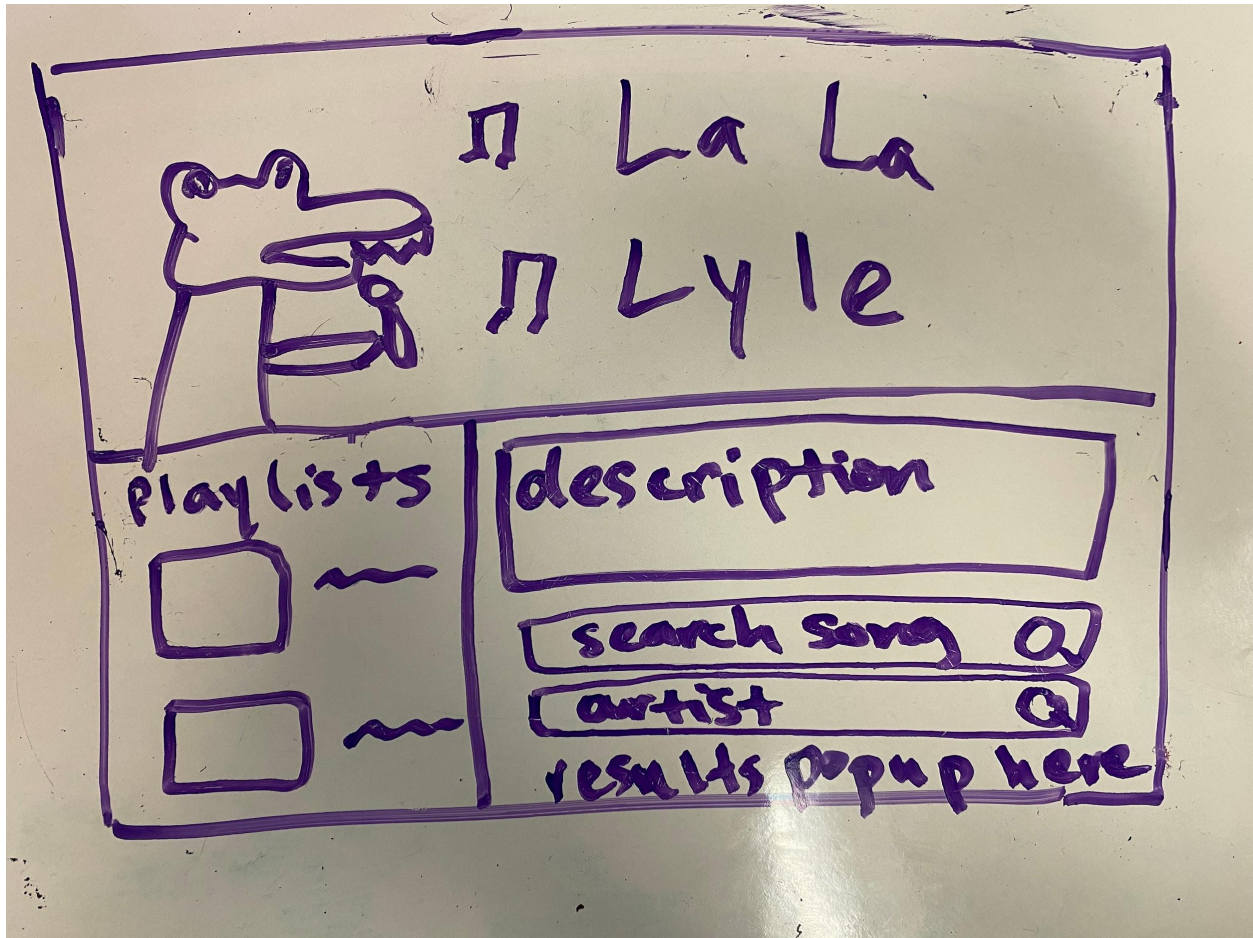 ♫ La La
♫ Lyle
playlists
description
search song
artist
results popup here